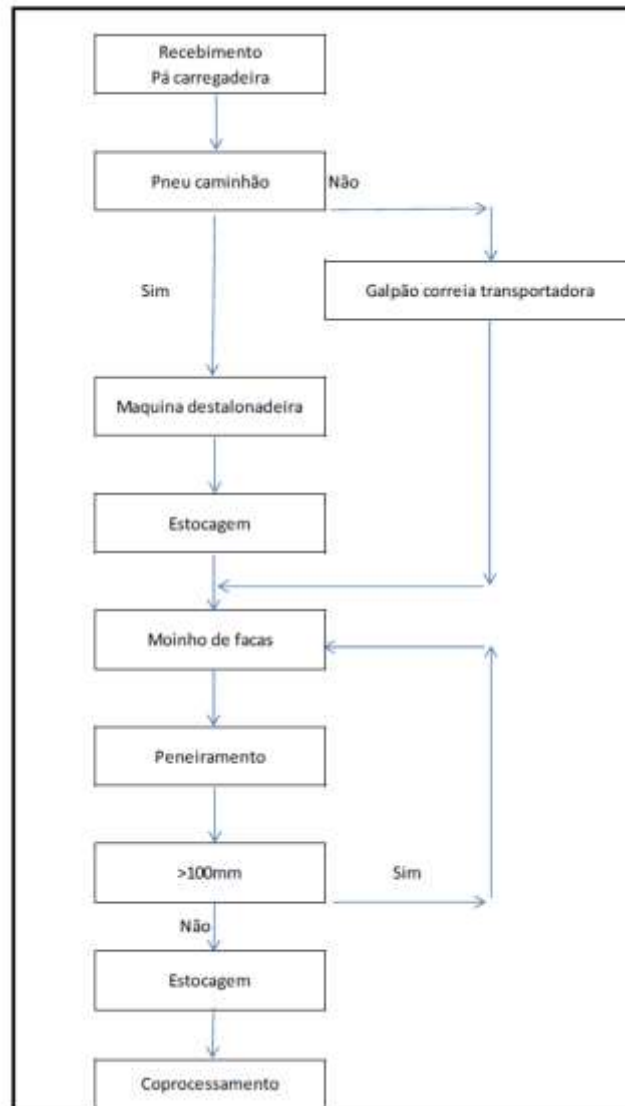 Recebimento
Pá carregadeira
Pneu caminhão
Não
Sim
Galpão correia transportadora
Maquina destalonadeira
Estocagem
Moinho de facas
Peneiramento
>100mm
Sim
Não
Estocagem
Coprocessamento